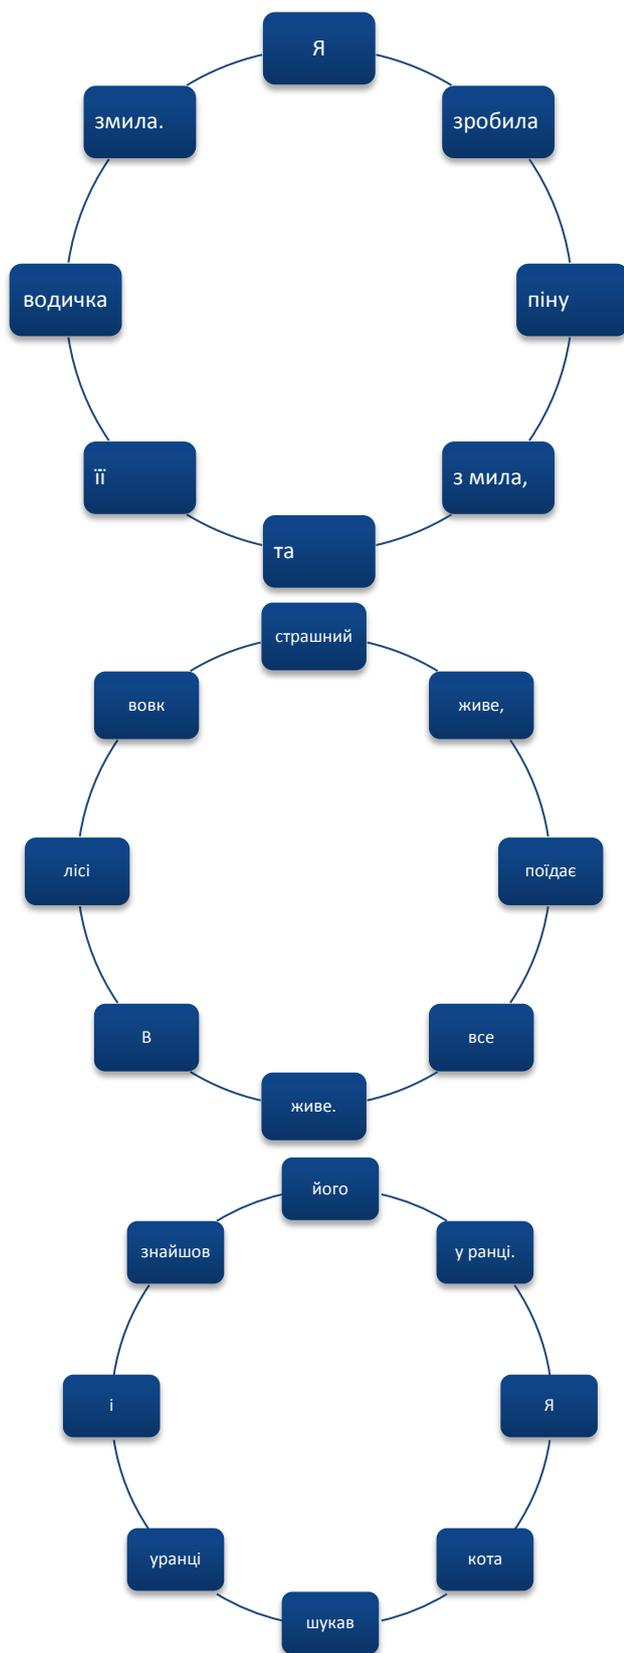 Я
зробила
піну
з мила,
та
її
водичка
змила.
страшний
живе,
поїдає
все
живе.
В
лісі
вовк
його
у ранці.
Я
кота
шукав
уранці
і
знайшов